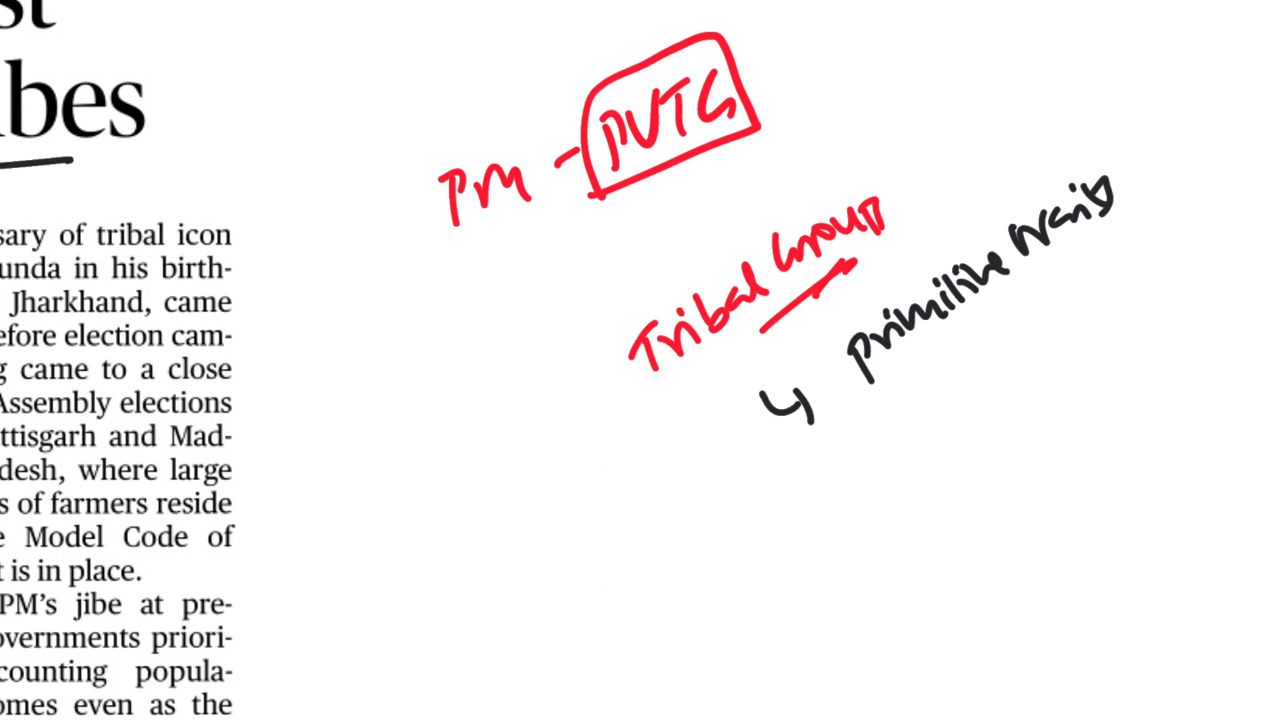 st
ibes
sary of tribal icon
unda in his birth-
. Jharkhand, came
efore election cam-
g came to a close
Assembly elections
ttisgarh and Mad-
desh, where large
s of farmers reside
e Model Code of
t is in place.
PM's jibe at pre-
overnments priori-
counting popula-
omes even as the
PM - PVTG
Tribal Group
↳ Primitive